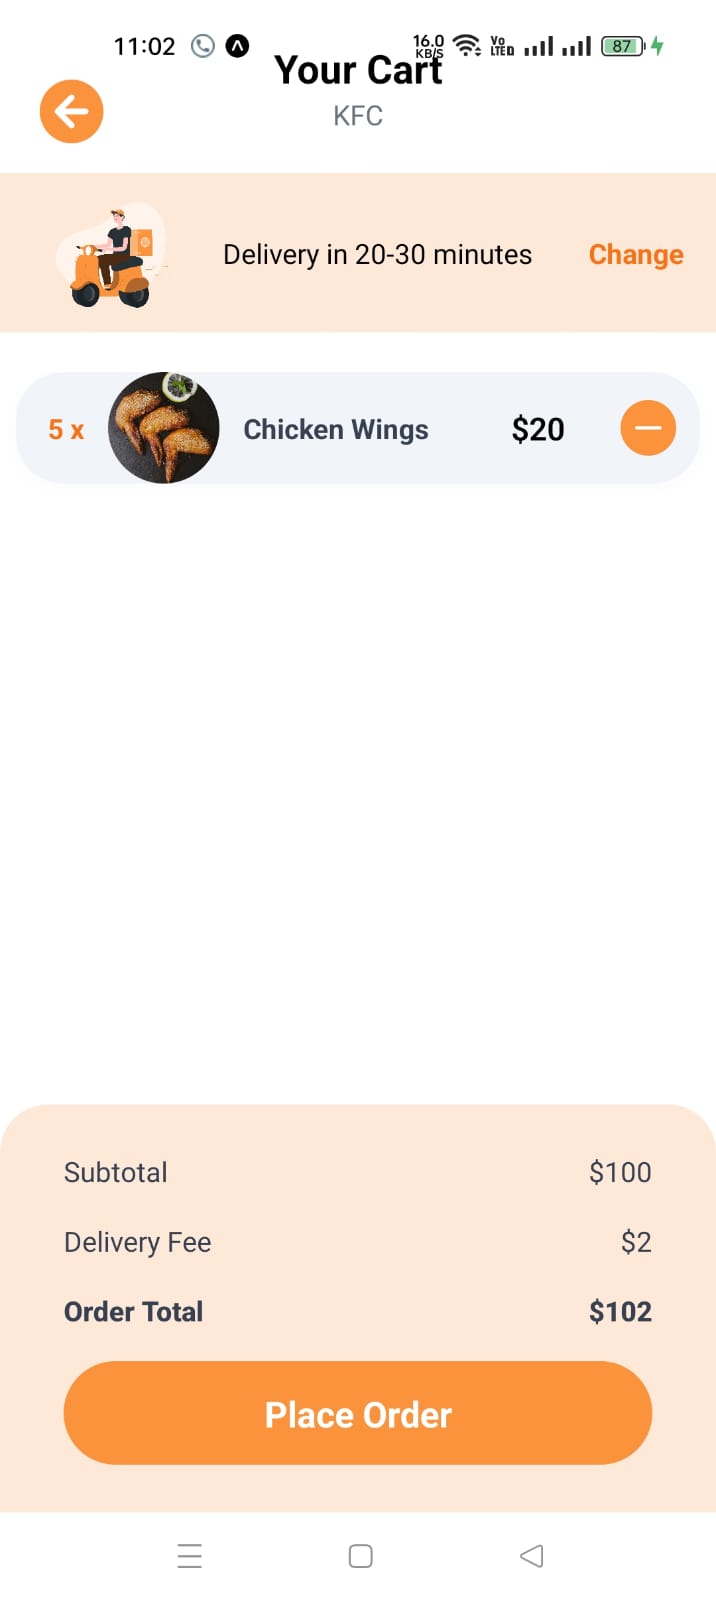 11:02
16.0
KB/S
Vo
LTED
87
Your Cart
KFC
Delivery in 20-30 minutes
Change
5 x
Chicken Wings
$20
Subtotal
$100
Delivery Fee
$2
Order Total
$102
Place Order